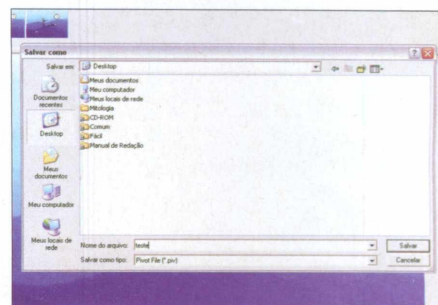 Salvar como
Salvar em:
Desktop
Meus documentos
Meu computador
Meus locais de rede
Mitologia
CD-ROM
Comum
Fácil
Manual de Redação
Documentos recentes
Desktop
Meus documentos
Meu computador
Meus locais de rede
Nome do arquivo:
teste
Salvar
Salvar como tipo:
Pivot File (*.piv)
Cancelar